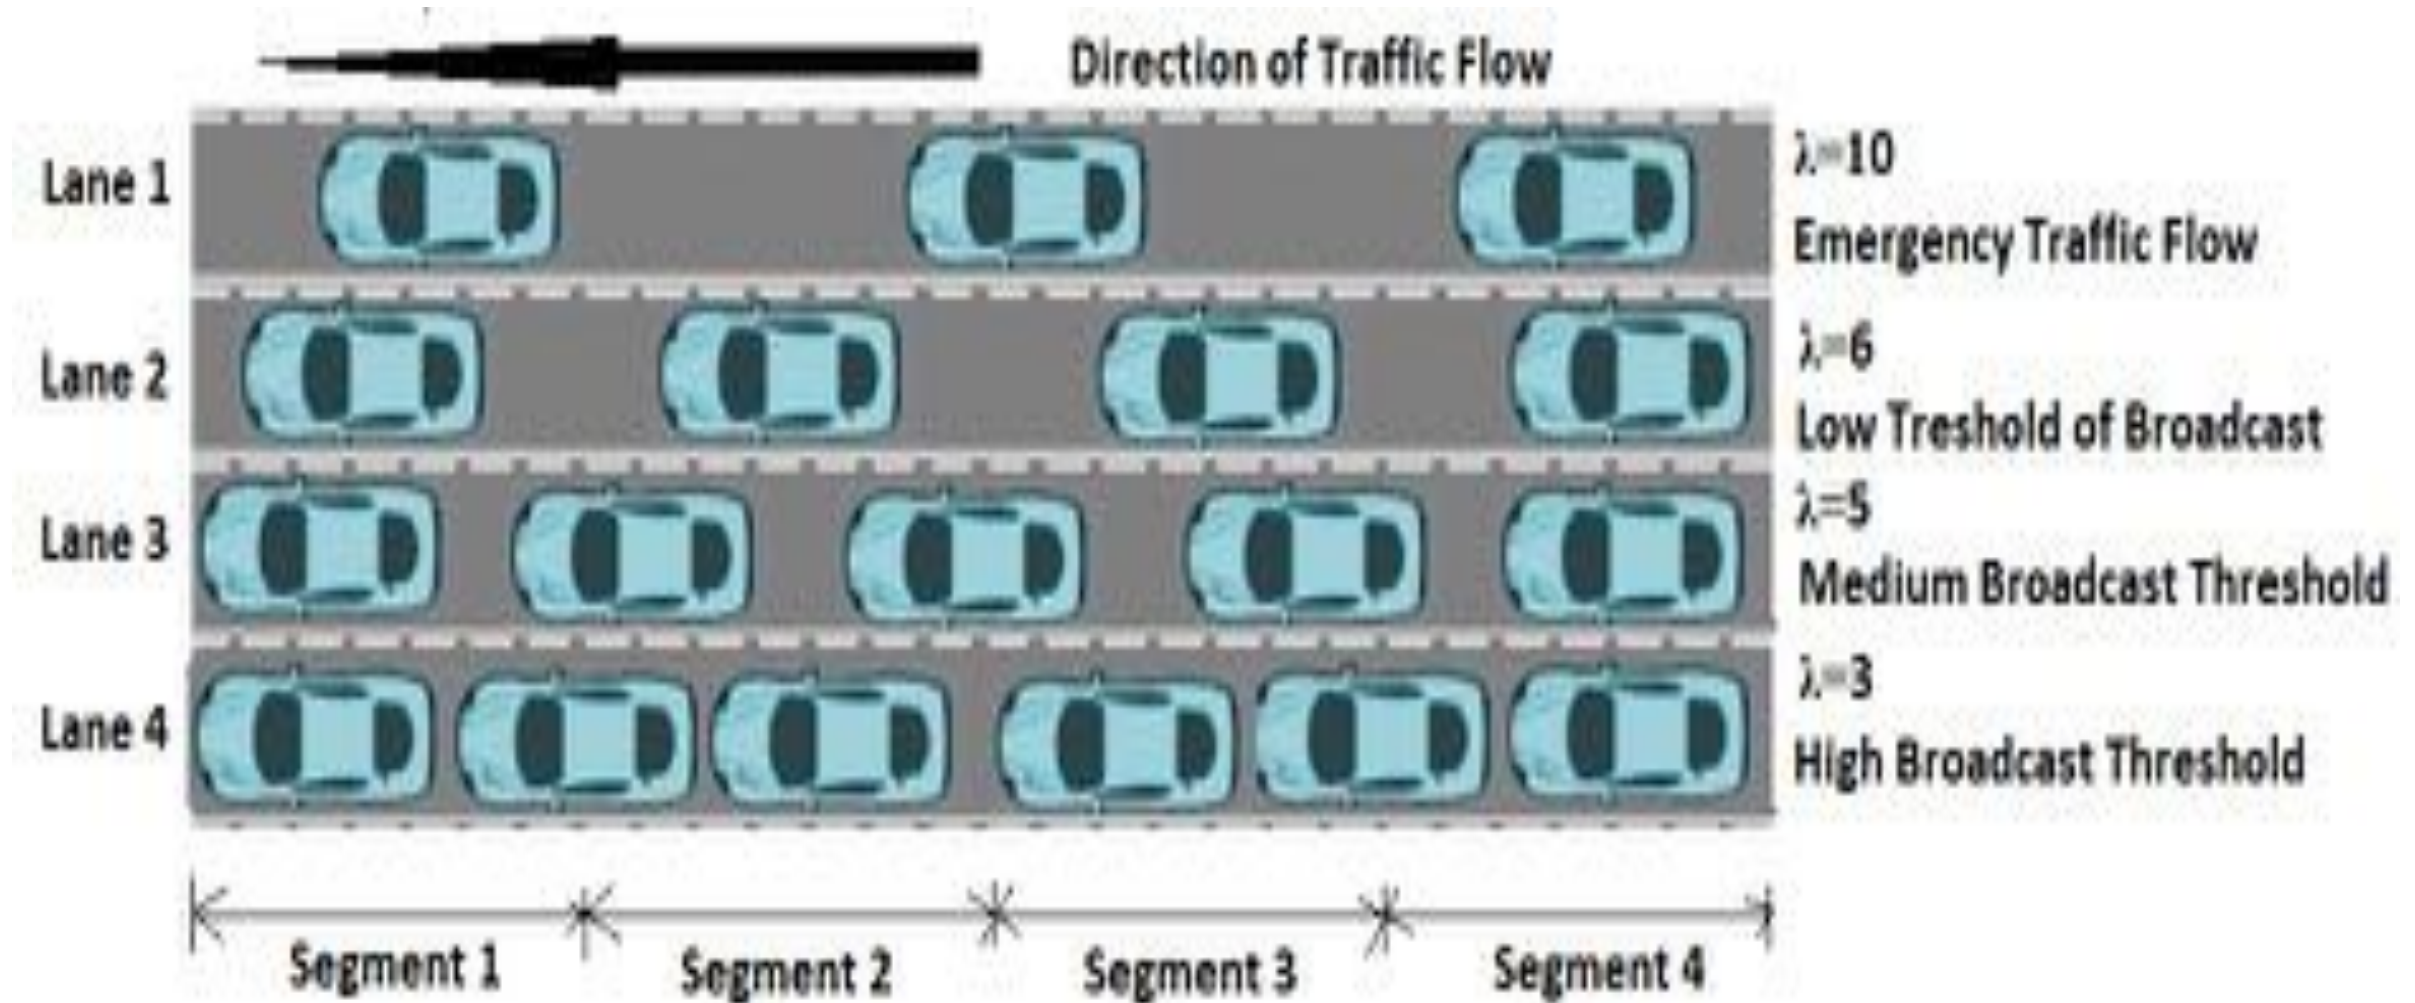 Direction of Traffic Flow
Lane 1
λ=10
Emergency Traffic Flow
Lane 2
λ=6
Low Treshold of Broadcast
Lane 3
λ=5
Medium Broadcast Threshold
Lane 4
λ=3
High Broadcast Threshold
Segment 1
Segment 2
Segment 3
Segment 4